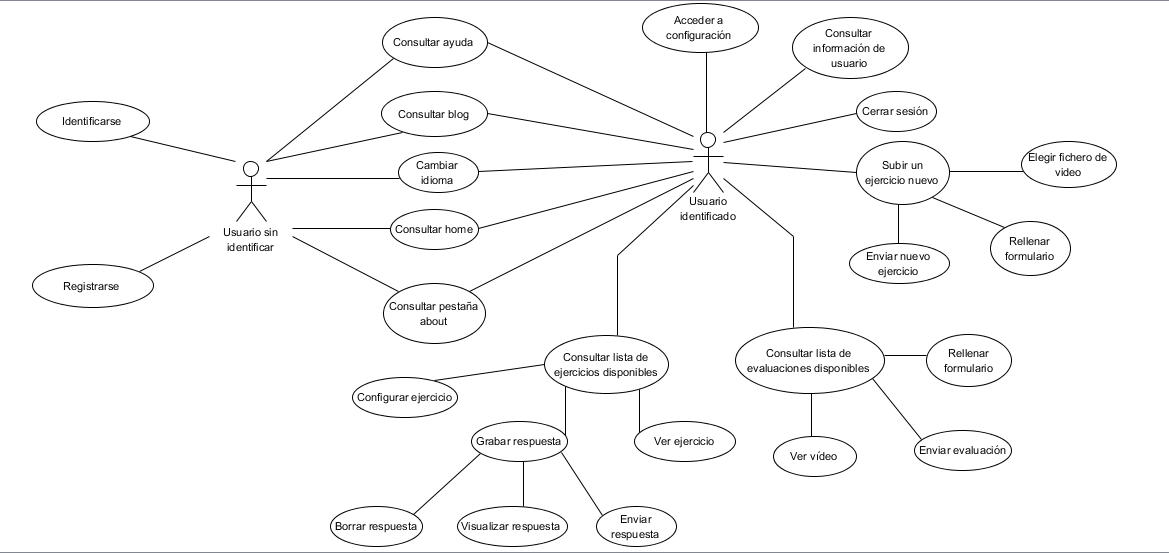 Acceder a
configuración
Consultar
información de
usuario
Consultar ayuda
Consultar blog
Cerrar sesión
Identificarse
Cambiar
idioma
Subir un
ejercicio nuevo
Elegir fichero de
video
Usuario
identificado
Usuario sin
identificar
Consultar home
Rellenar
formulario
Enviar nuevo
ejercicio
Registrarse
Consultar pestaña
about
Consultar lista de
ejercicios disponibles
Consultar lista de
evaluaciones disponibles
Rellenar
formulario
Configurar ejercicio
Grabar respuesta
Ver ejercicio
Ver vídeo
Enviar evaluación
Borrar respuesta
Visualizar respuesta
Enviar
respuesta